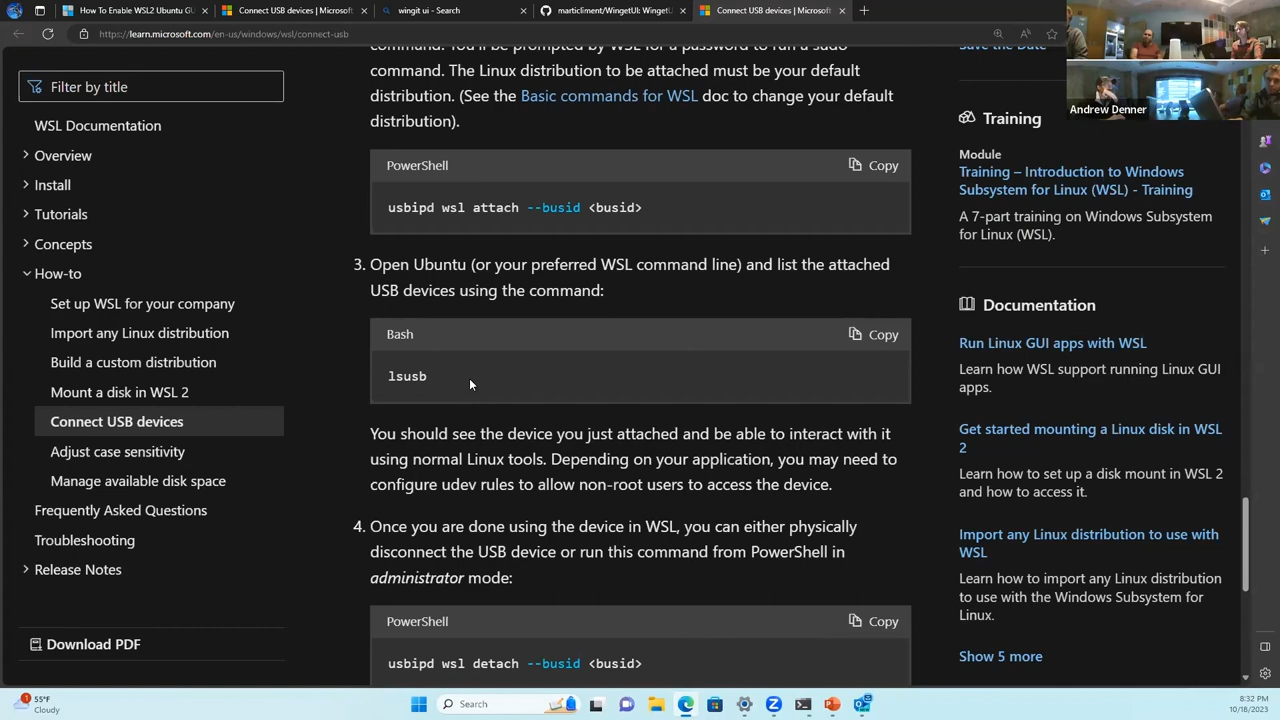 How To Enable WSL2 Ubuntu GU
Connect USB devices | Microsoft
wingit ui - Search
marticliment/WingetUI: WingetU
Connect USB devices | Microsoft
https://learn.microsoft.com/en-us/windows/wsl/connect-usb
Filter by title
WSL Documentation
Overview
Install
Tutorials
Concepts
How-to
Set up WSL for your company
Import any Linux distribution
Build a custom distribution
Mount a disk in WSL 2
Connect USB devices
Adjust case sensitivity
Manage available disk space
Frequently Asked Questions
Troubleshooting
Release Notes
Download PDF
command. You'll be prompted by WSL for a password to run a sudo
command. The Linux distribution to be attached must be your default
distribution. (See the Basic commands for WSL doc to change your default
distribution).
PowerShell
Copy
usbipd wsl attach --busid <busid>
3. Open Ubuntu (or your preferred WSL command line) and list the attached
USB devices using the command:
Bash
Copy
lsusb
You should see the device you just attached and be able to interact with it
using normal Linux tools. Depending on your application, you may need to
configure udev rules to allow non-root users to access the device.
4. Once you are done using the device in WSL, you can either physically
disconnect the USB device or run this command from PowerShell in
administrator mode:
PowerShell
Copy
usbipd wsl detach --busid <busid>
Save the Date
Andrew Denner
Training
Module
Training – Introduction to Windows
Subsystem for Linux (WSL) - Training
A 7-part training on Windows Subsystem
for Linux (WSL).
Documentation
Run Linux GUI apps with WSL
Learn how WSL support running Linux GUI
apps.
Get started mounting a Linux disk in WSL
2
Learn how to set up a disk mount in WSL 2
and how to access it.
Import any Linux distribution to use with
WSL
Learn how to import any Linux distribution
to use with the Windows Subsystem for
Linux.
Show 5 more
1
55°F
Cloudy
Search
8:32 PM
10/18/2023